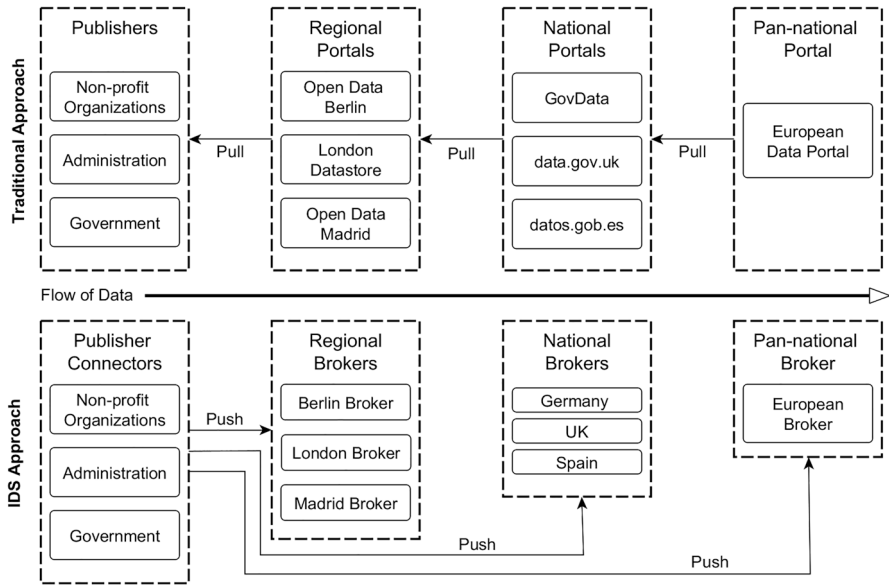 Traditional Approach
Publishers
Non-profit
Organizations
Administration
Government
Pull
Regional
Portals
Open Data
Berlin
London
Datastore
Open Data
Madrid
Pull
National
Portals
GovData
data.gov.uk
datos.gob.es
Pull
Pan-national
Portal
European
Data Portal
Flow of Data
IDS Approach
Publisher
Connectors
Non-profit
Organizations
Administration
Government
Push
Regional
Brokers
Berlin Broker
London Broker
Madrid Broker
Push
National
Brokers
Germany
UK
Spain
Push
Pan-national
Broker
European
Broker